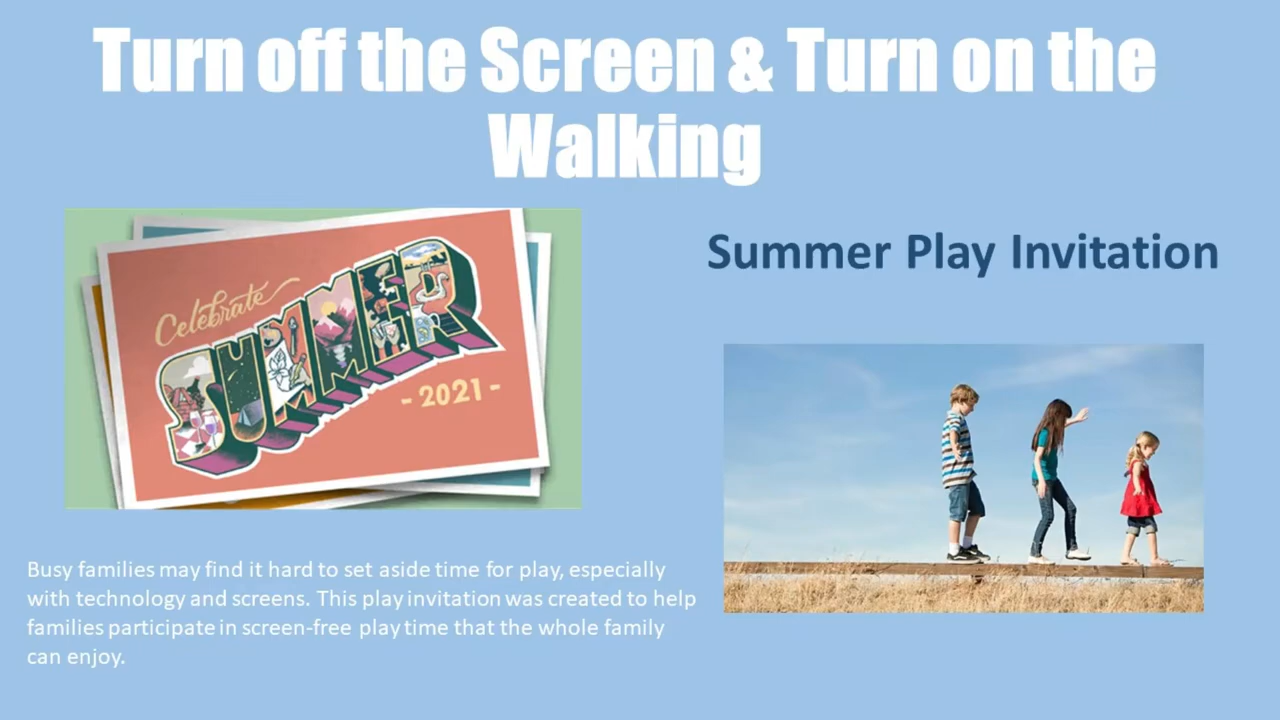 Turn off the Screen & Turn on the
Walking
Celebrate
SUMMER
- 2021 -
Summer Play Invitation
Busy families may find it hard to set aside time for play, especially
with technology and screens. This play invitation was created to help
families participate in screen-free play time that the whole family
can enjoy.